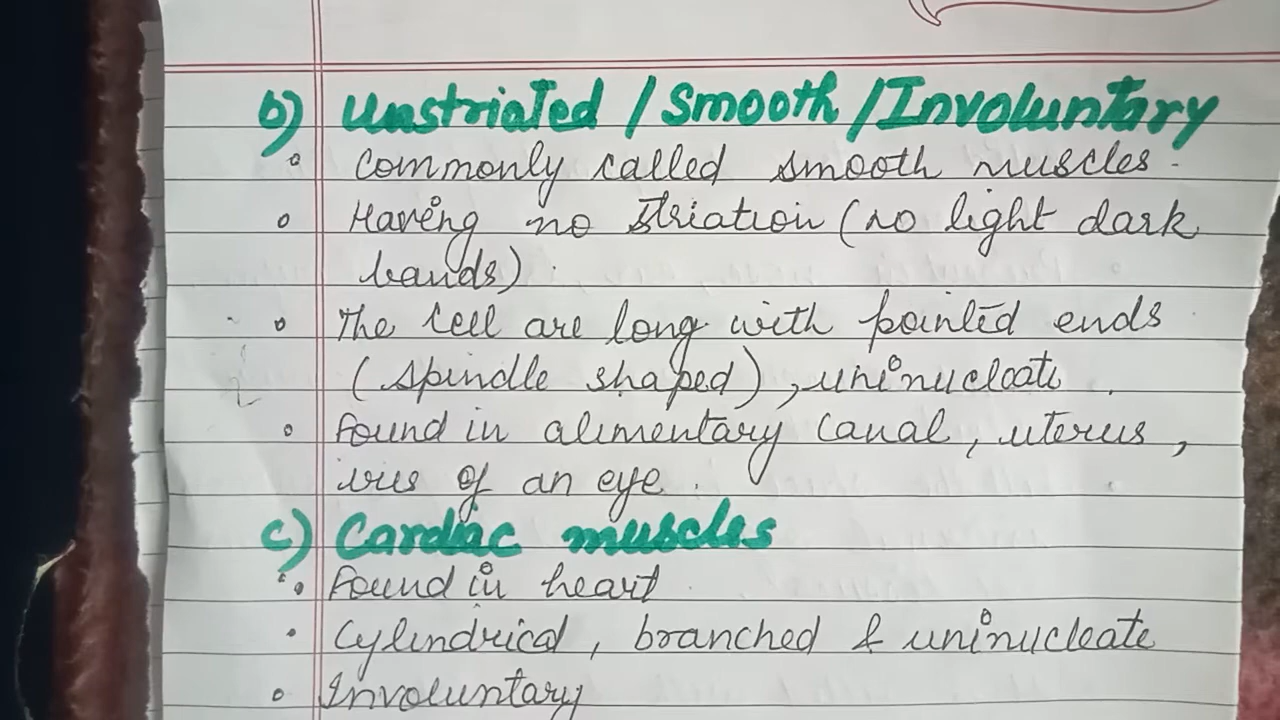 b) Unstriated / Smooth / Involuntary
Commonly called smooth muscles.
Having no striation (no light dark
bands).
The cell are long with pointed ends
(spindle shaped), uninucleate.
Found in alimentary canal, uterus,
iris of an eye.
c) Cardiac muscles
Found in heart.
Cylindrical, branched & uninucleate
Involuntary